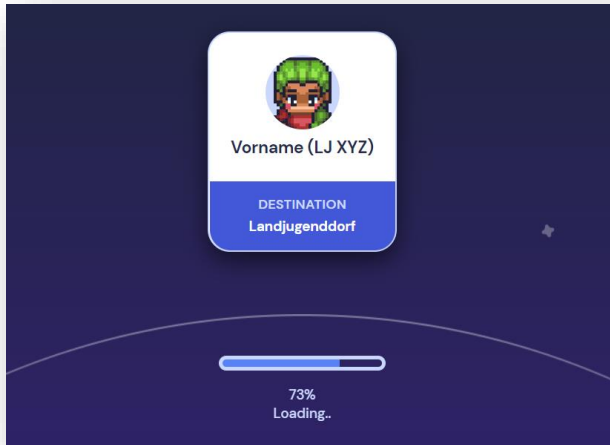 Vorname (LJ XYZ)
DESTINATION
Landjugenddorf
73%
Loading..